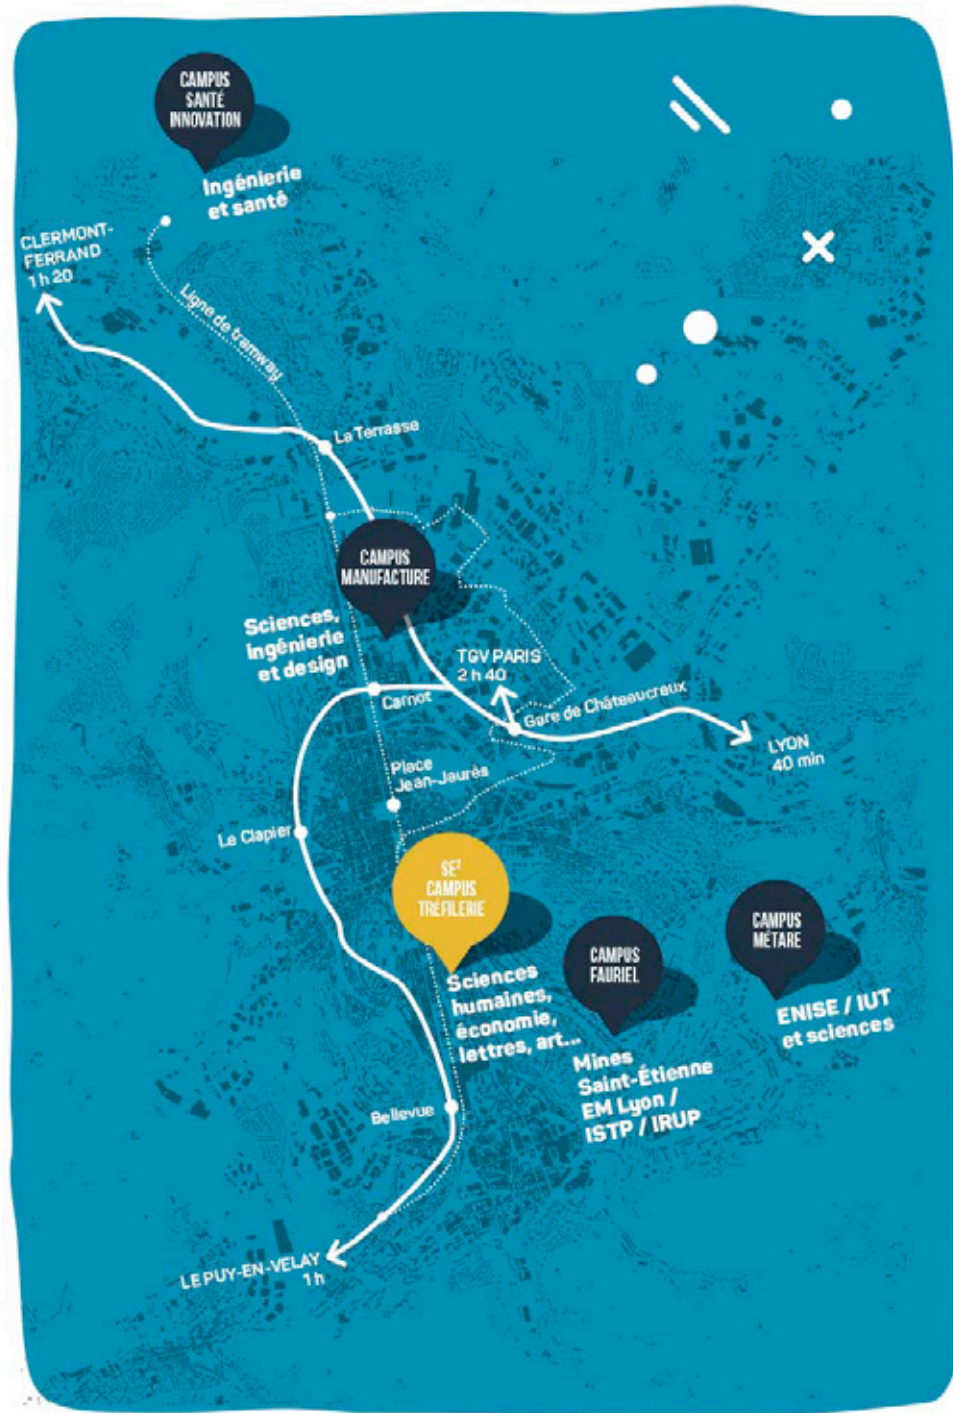 CAMPUS
SANTÉ
INNOVATION
Ingénierie
et santé
CLERMONT-
FERRAND
1 h 20
Ligne de tramway
La Terrasse
CAMPUS
MANUFACTURE
Sciences,
ingénierie
et design
TGV PARIS
2 h 40
Carnot
Gare de Châteaucreux
LYON
40 min
Place
Jean-Jaurès
Le Clapier
SE²
CAMPUS
TRÉFILERIE
Sciences
humaines,
économie,
lettres, art...
CAMPUS
FAURIEL
Mines
Saint-Étienne
EM Lyon /
ISTP / IRUP
CAMPUS
MÉTARE
ENISE / IUT
et sciences
Bellevue
LE PUY-EN-VELAY
1 h